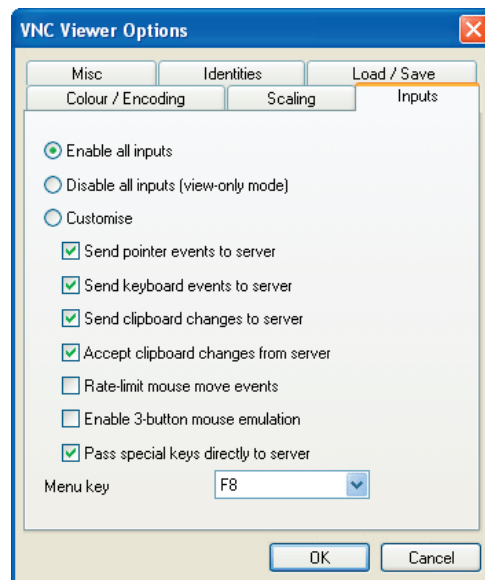 VNC Viewer Options
Misc Identities Load / Save
Colour / Encoding Scaling Inputs
Enable all inputs
Disable all inputs (view-only mode)
Customise
Send pointer events to server
Send keyboard events to server
Send clipboard changes to server
Accept clipboard changes from server
Rate-limit mouse move events
Enable 3-button mouse emulation
Pass special keys directly to server
Menu key F8
OK Cancel